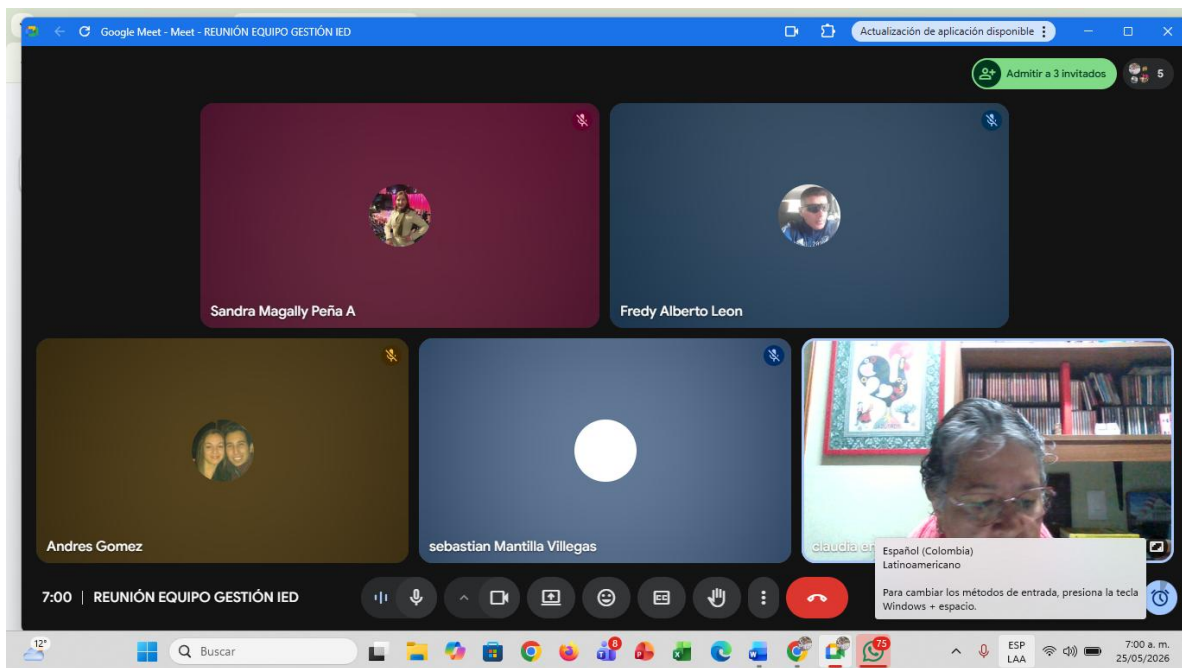 Google Meet - Meet - REUNIÓN EQUIPO GESTIÓN IED
Actualización de aplicación disponible
Admitir a 3 invitados
5
Sandra Magally Peña A
Fredy Alberto Leon
Andres Gomez
sebastian Mantilla Villegas
claudia
Español (Colombia)
Latinoamericano
Para cambiar los métodos de entrada, presiona la tecla
Windows + espacio.
7:00 | REUNIÓN EQUIPO GESTIÓN IED
12°
Buscar
8
75
ESP
LAA
7:00 a. m.
25/05/2026